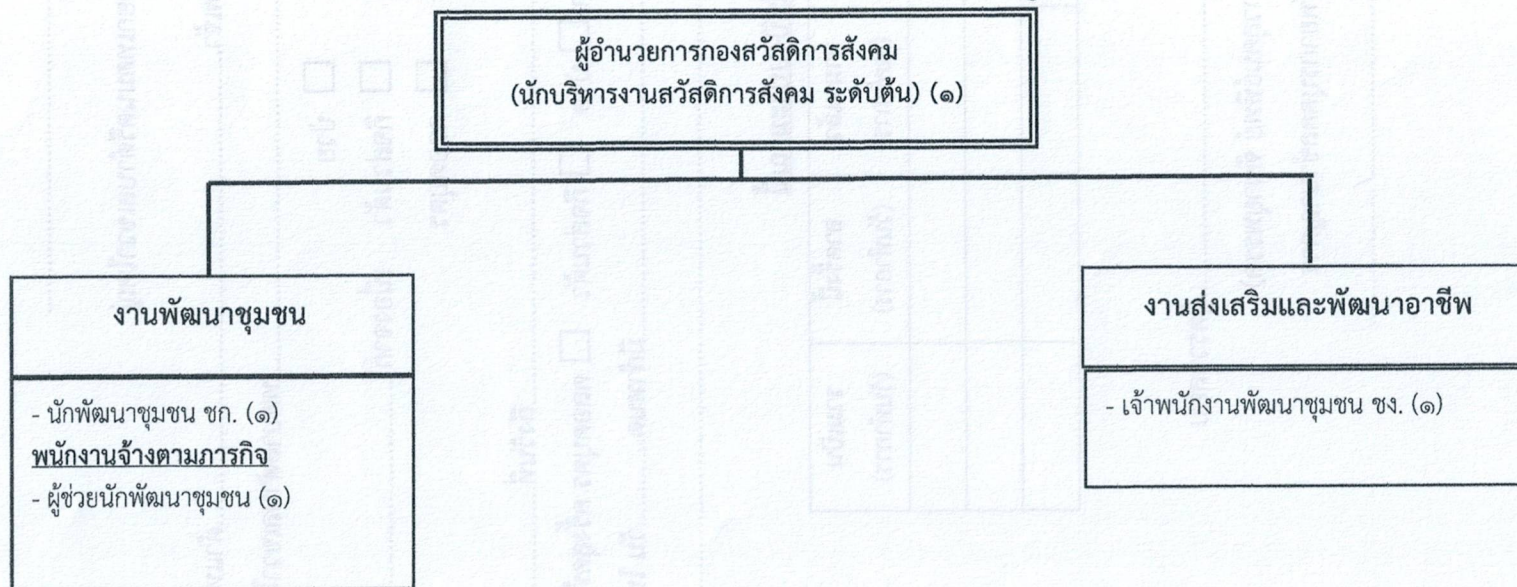 ผู้อำนวยการกองสวัสดิการสังคม
(นักบริหารงานสวัสดิการสังคม ระดับต้น) (๑)
งานพัฒนาชุมชน
- นักพัฒนาชุมชน ชก. (๑)
พนักงานจ้างตามภารกิจ
- ผู้ช่วยนักพัฒนาชุมชน (๑)
งานส่งเสริมและพัฒนาอาชีพ
- เจ้าพนักงานพัฒนาชุมชน ชง. (๑)